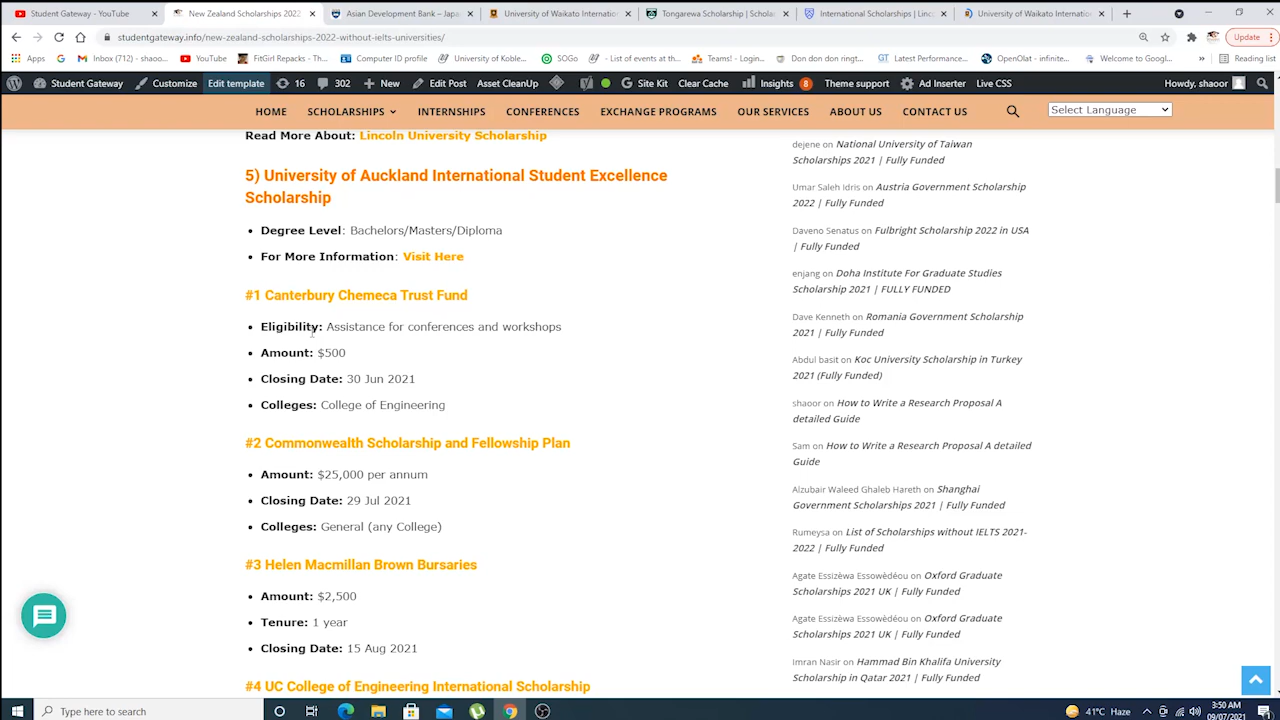 Student Gateway - YouTube
New Zealand Scholarships 2022
Asian Development Bank – Japa
University of Waikato Internatio
Tongarewa Scholarship | Scholar
International Scholarships | Linc
University of Waikato Internatio
studentgateway.info/new-zealand-scholarships-2022-without-ielts-universities/
Update
Apps
Inbox (712) - shaoo...
YouTube
FitGirl Repacks - Th...
Computer ID profile
University of Koble...
SOGo
- List of events at th...
Teams! - Login...
Don don don ringt...
Latest Performance...
OpenOlat - infinite...
Welcome to Googl...
Reading list
Student Gateway
Customize
Edit template
16
302
New
Edit Post
Asset CleanUp
Site Kit
Clear Cache
Insights 8
Theme support
Ad Inserter
Live CSS
Howdy, shaoor
HOME
SCHOLARSHIPS
INTERNSHIPS
CONFERENCES
EXCHANGE PROGRAMS
OUR SERVICES
ABOUT US
CONTACT US
Select Language
Read More About: Lincoln University Scholarship
5) University of Auckland International Student Excellence
Scholarship
Degree Level: Bachelors/Masters/Diploma
For More Information: Visit Here
#1 Canterbury Chemeca Trust Fund
Eligibility: Assistance for conferences and workshops
Amount: $500
Closing Date: 30 Jun 2021
Colleges: College of Engineering
#2 Commonwealth Scholarship and Fellowship Plan
Amount: $25,000 per annum
Closing Date: 29 Jul 2021
Colleges: General (any College)
#3 Helen Macmillan Brown Bursaries
Amount: $2,500
Tenure: 1 year
Closing Date: 15 Aug 2021
#4 UC College of Engineering International Scholarship
dejene on National University of Taiwan
Scholarships 2021 | Fully Funded
Umar Saleh Idris on Austria Government Scholarship
2022 | Fully Funded
Daveno Senatus on Fulbright Scholarship 2022 in USA
| Fully Funded
enjang on Doha Institute For Graduate Studies
Scholarship 2021 | FULLY FUNDED
Dave Kenneth on Romania Government Scholarship
2021 | Fully Funded
Abdul basit on Koc University Scholarship in Turkey
2021 (Fully Funded)
shaoor on How to Write a Research Proposal A
detailed Guide
Sam on How to Write a Research Proposal A detailed
Guide
Alzubair Waleed Ghaleb Hareth on Shanghai
Government Scholarships 2021 | Fully Funded
Rumeysa on List of Scholarships without IELTS 2021-
2022 | Fully Funded
Agate Essizèwa Essowèdéou on Oxford Graduate
Scholarships 2021 UK | Fully Funded
Agate Essizèwa Essowèdéou on Oxford Graduate
Scholarships 2021 UK | Fully Funded
Imran Nasir on Hammad Bin Khalifa University
Scholarship in Qatar 2021 | Fully Funded
Type here to search
41°C Haze
3:50 AM
09/07/2021